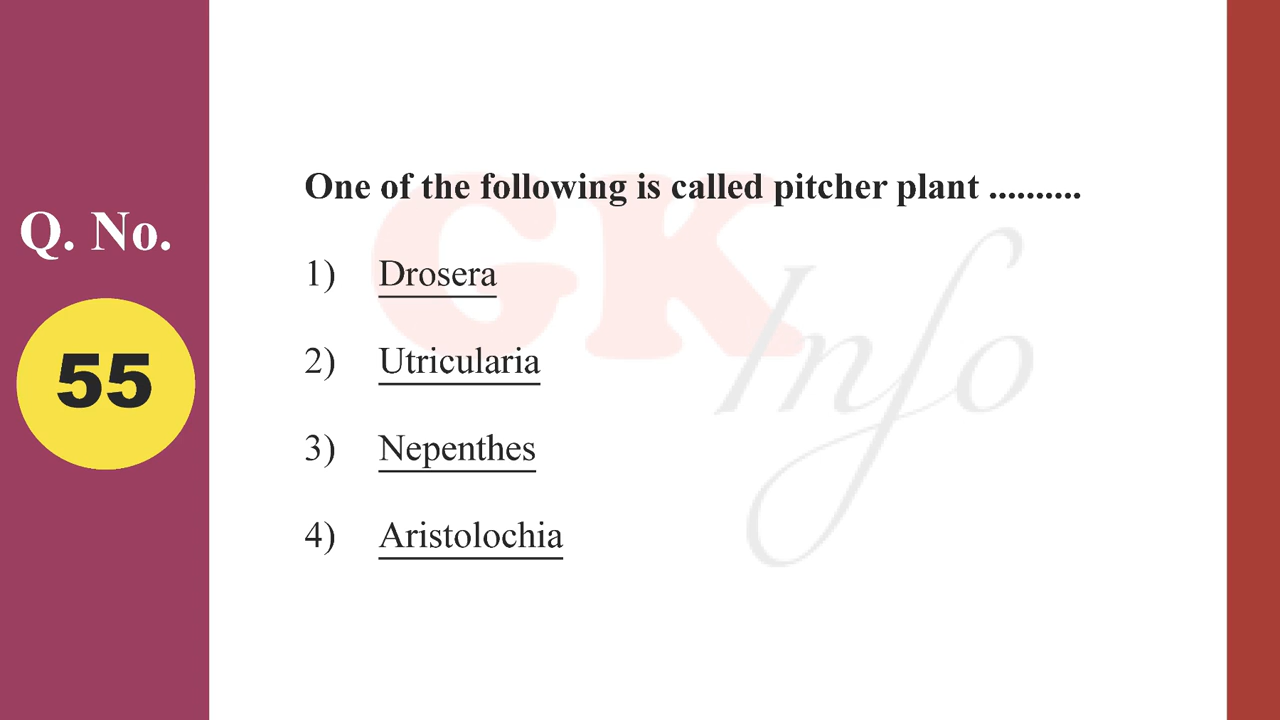 Q. No.
55
One of the following is called pitcher plant ..........
1) Drosera
2) Utricularia
3) Nepenthes
4) Aristolochia
GK
Info